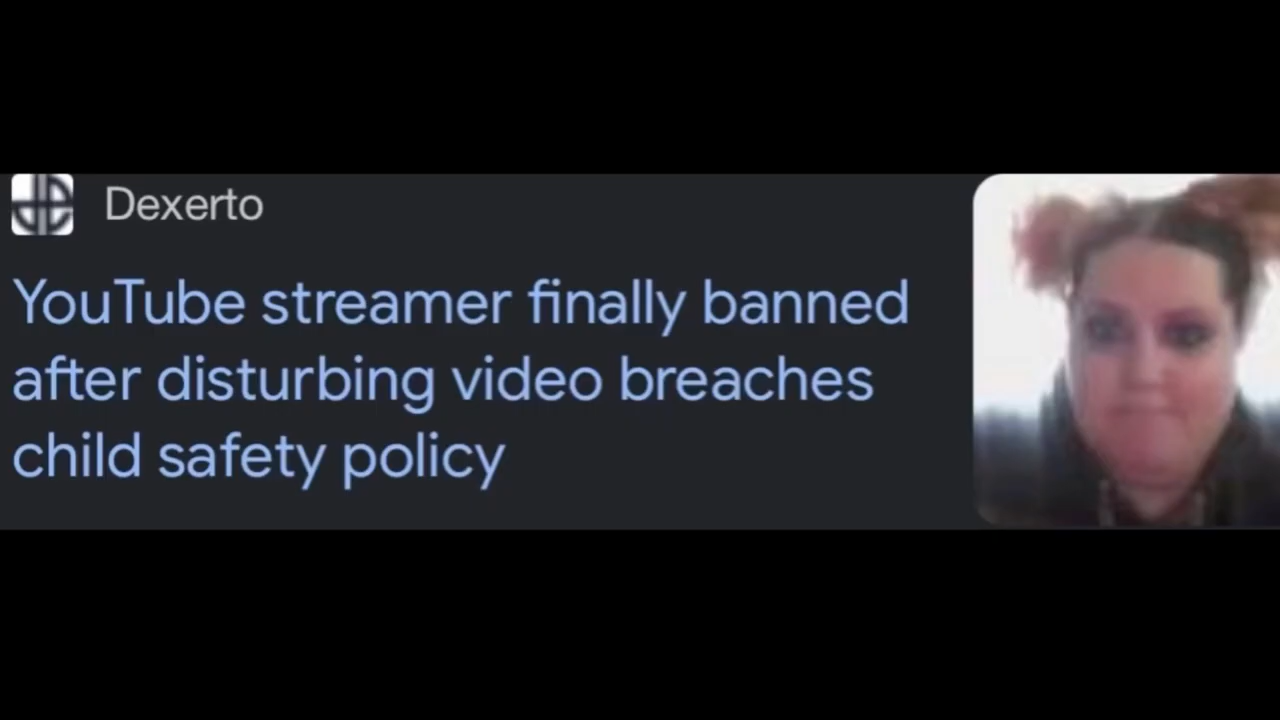 Dexerto
YouTube streamer finally banned
after disturbing video breaches
child safety policy